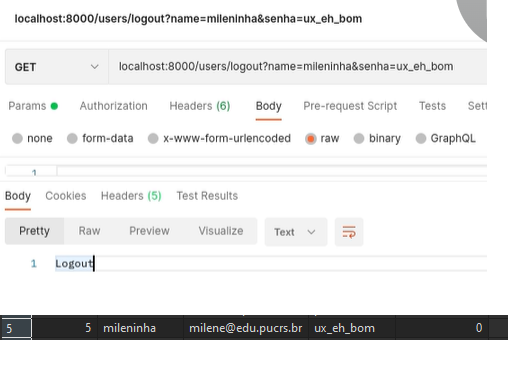 localhost:8000/users/logout?name=mileninha&senha=ux_eh_bom
GET localhost:8000/users/logout?name=mileninha&senha=ux_eh_bom
Params Authorization Headers (6) Body Pre-request Script Tests Sett
none form-data x-www-form-urlencoded raw binary GraphQL
1
Body Cookies Headers (5) Test Results
Pretty Raw Preview Visualize Text
1 Logout
5 5 mileninha milene@edu.pucrs.br ux_eh_bom 0